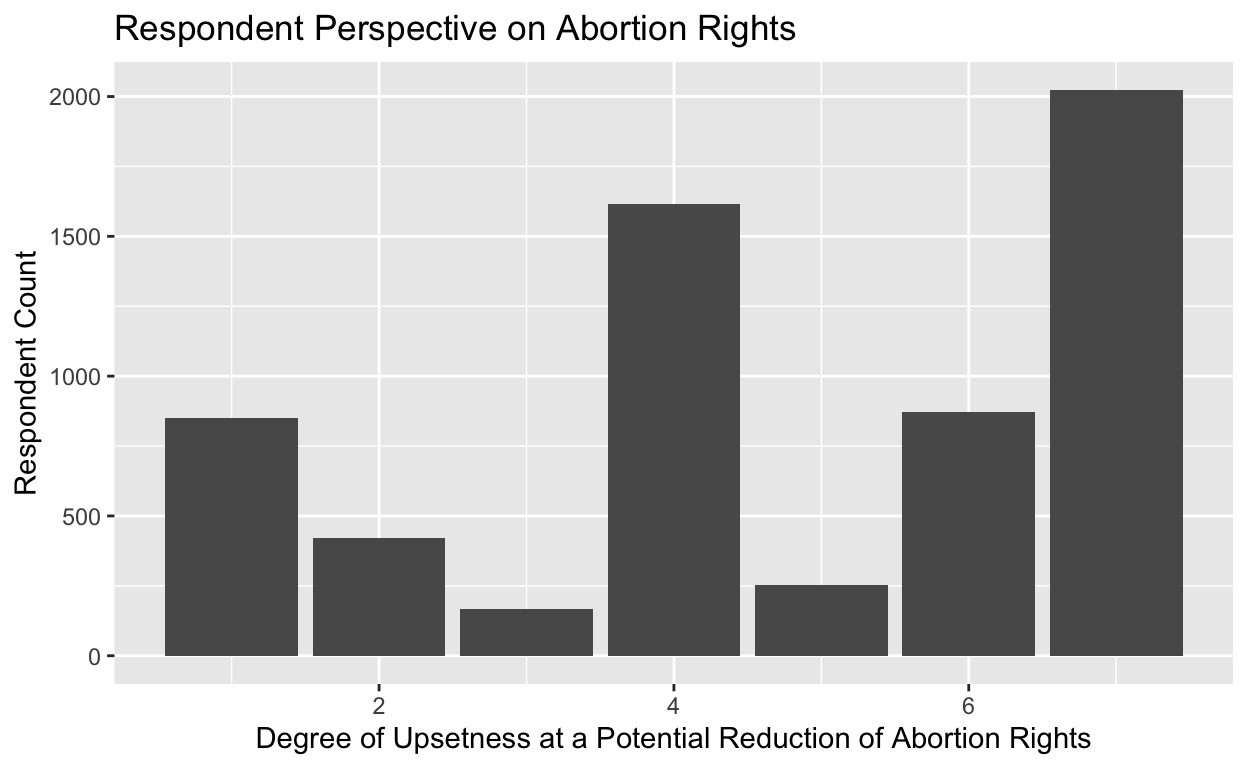 Respondent Perspective on Abortion Rights
2000
1500
1000
500
0
Respondent Count
2 4 6
Degree of Upsetness at a Potential Reduction of Abortion Rights